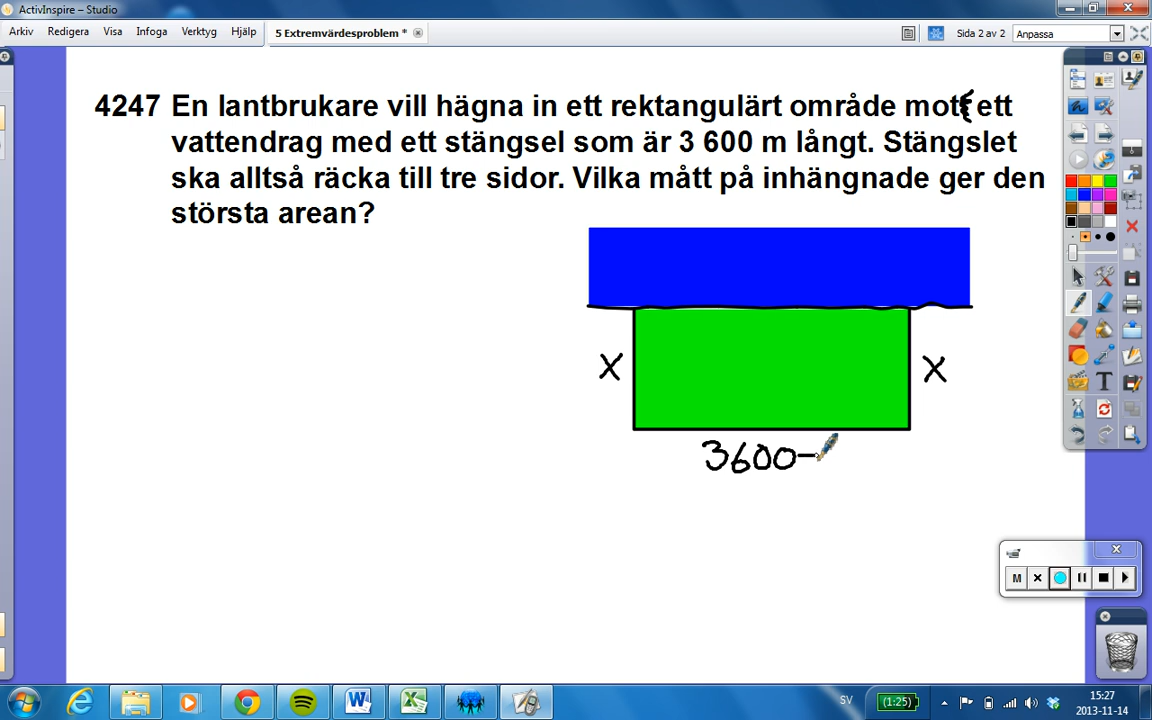 ActivInspire – Studio
Arkiv Redigera Visa Infoga Verktyg Hjälp 5 Extremvärdesproblem * Sida 2 av 2 Anpassa
4247 En lantbrukare vill hägna in ett rektangulärt område mot ett
vattendrag med ett stängsel som är 3 600 m långt. Stängslet
ska alltså räcka till tre sidor. Vilka mått på inhängnade ger den
största arean?
X X
3600-
M
SV (1:25) 15:27
2013-11-14